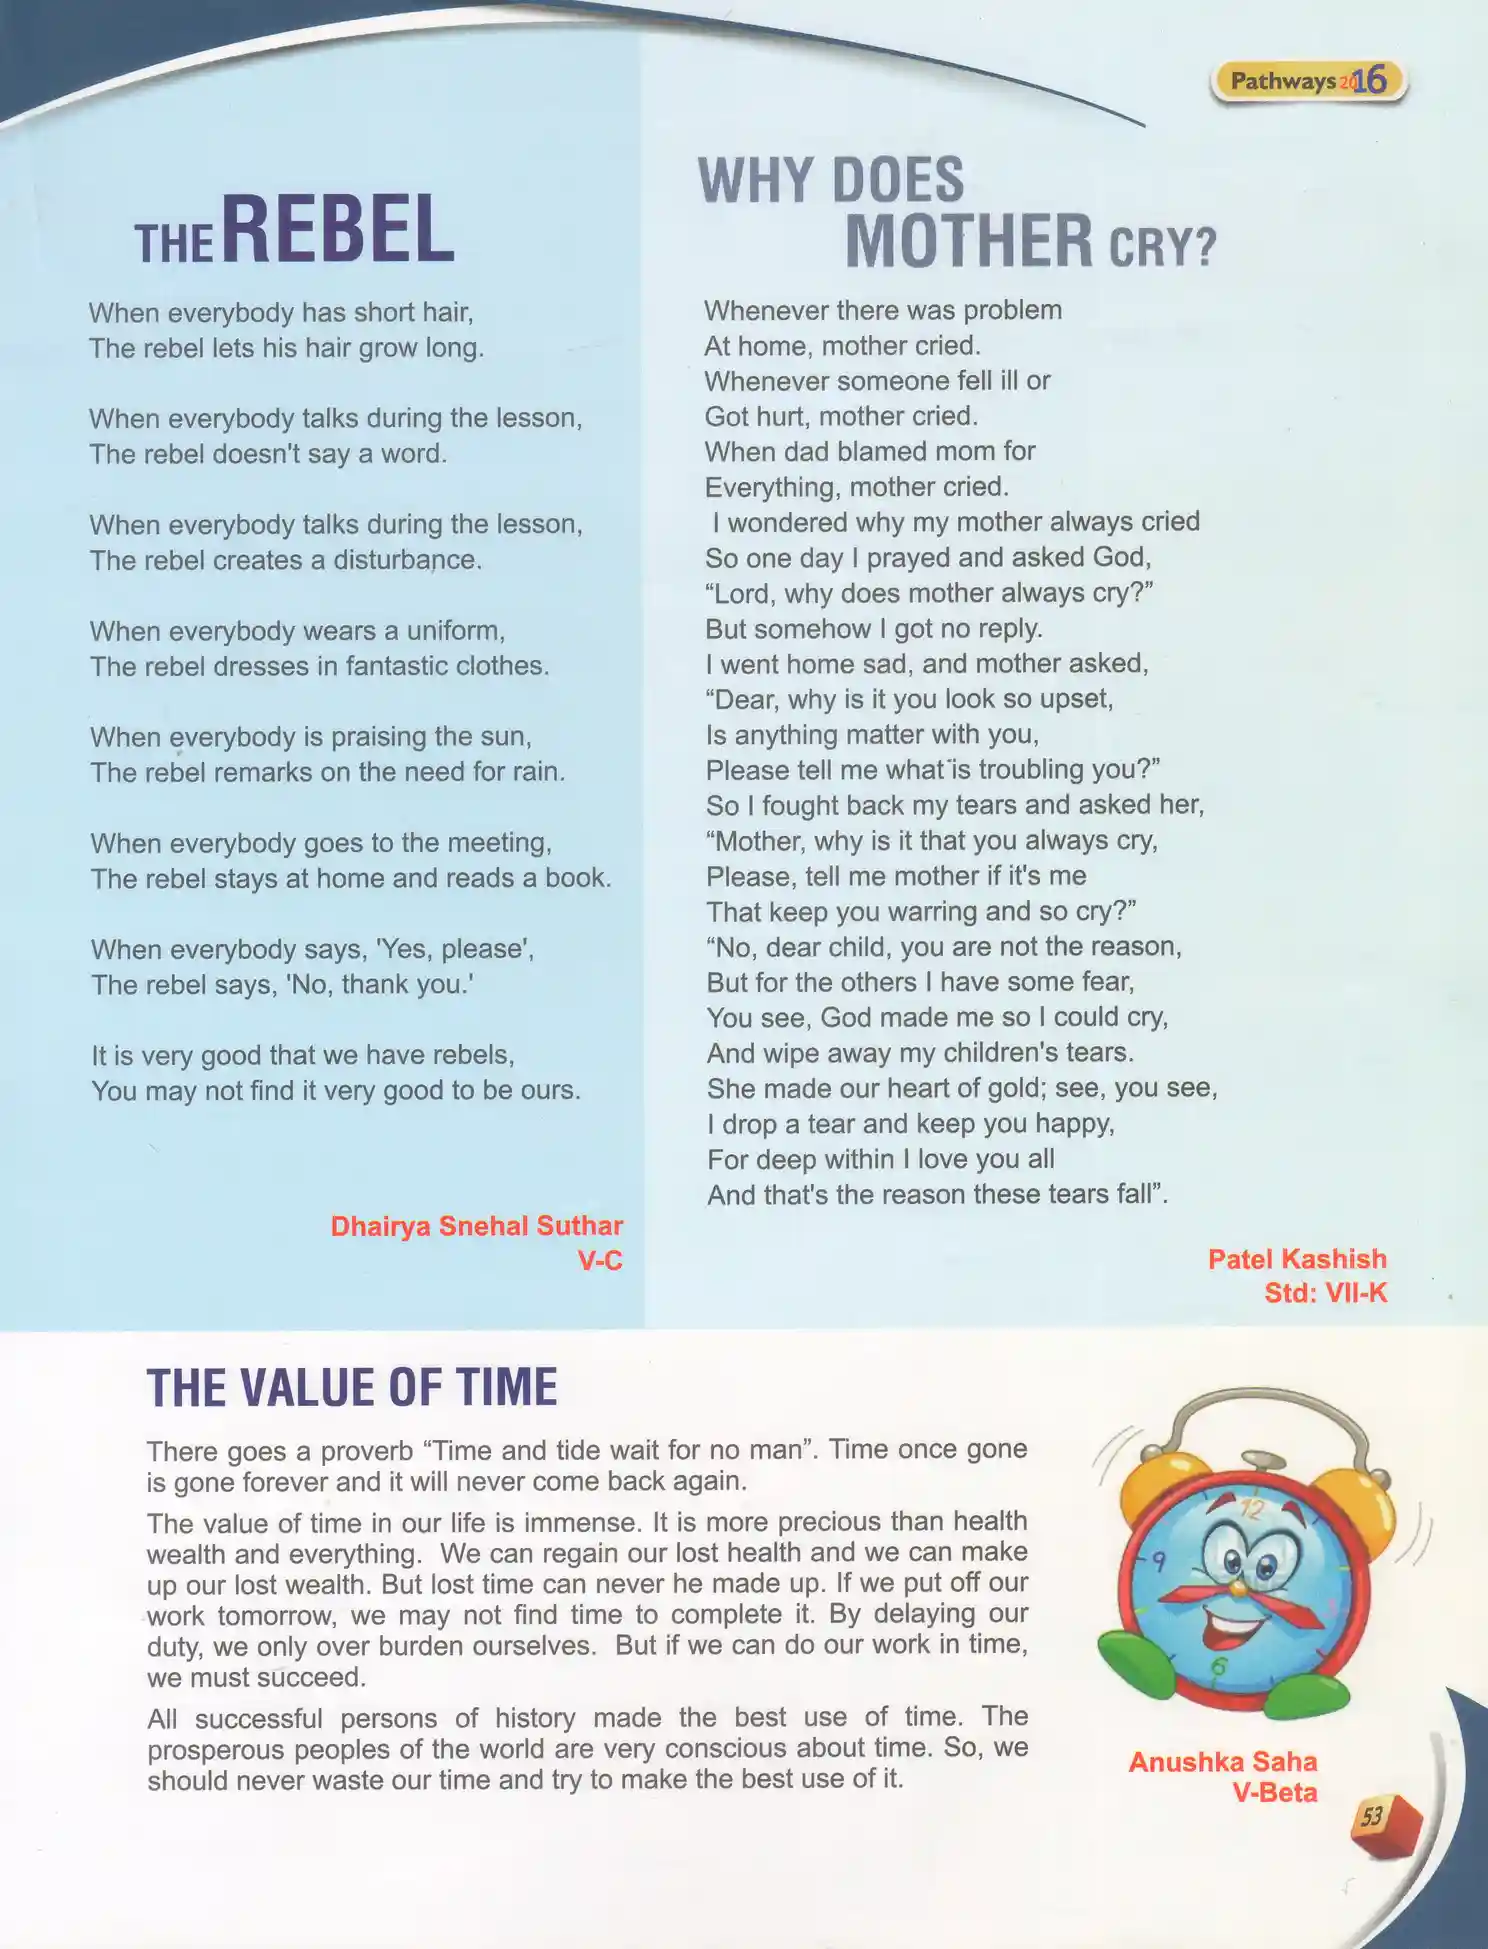 Pathways 2016
THE REBEL
When everybody has short hair,
The rebel lets his hair grow long.
When everybody talks during the lesson,
The rebel doesn't say a word.
When everybody talks during the lesson,
The rebel creates a disturbance.
When everybody wears a uniform,
The rebel dresses in fantastic clothes.
When everybody is praising the sun,
The rebel remarks on the need for rain.
When everybody goes to the meeting,
The rebel stays at home and reads a book.
When everybody says, 'Yes, please',
The rebel says, 'No, thank you.'
It is very good that we have rebels,
You may not find it very good to be ours.
Dhairya Snehal Suthar
V-C
WHY DOES
MOTHER CRY?
Whenever there was problem
At home, mother cried.
Whenever someone fell ill or
Got hurt, mother cried.
When dad blamed mom for
Everything, mother cried.
I wondered why my mother always cried
So one day I prayed and asked God,
“Lord, why does mother always cry?”
But somehow I got no reply.
I went home sad, and mother asked,
“Dear, why is it you look so upset,
Is anything matter with you,
Please tell me what is troubling you?”
So I fought back my tears and asked her,
“Mother, why is it that you always cry,
Please, tell me mother if it's me
That keep you warring and so cry?”
“No, dear child, you are not the reason,
But for the others I have some fear,
You see, God made me so I could cry,
And wipe away my children's tears.
She made our heart of gold; see, you see,
I drop a tear and keep you happy,
For deep within I love you all
And that's the reason these tears fall”.
Patel Kashish
Std: VII-K
THE VALUE OF TIME
There goes a proverb “Time and tide wait for no man”. Time once gone
is gone forever and it will never come back again.
The value of time in our life is immense. It is more precious than health
wealth and everything. We can regain our lost health and we can make
up our lost wealth. But lost time can never he made up. If we put off our
work tomorrow, we may not find time to complete it. By delaying our
duty, we only over burden ourselves. But if we can do our work in time,
we must succeed.
All successful persons of history made the best use of time. The
prosperous peoples of the world are very conscious about time. So, we
should never waste our time and try to make the best use of it.
12
9
3
6
Anushka Saha
V-Beta
53